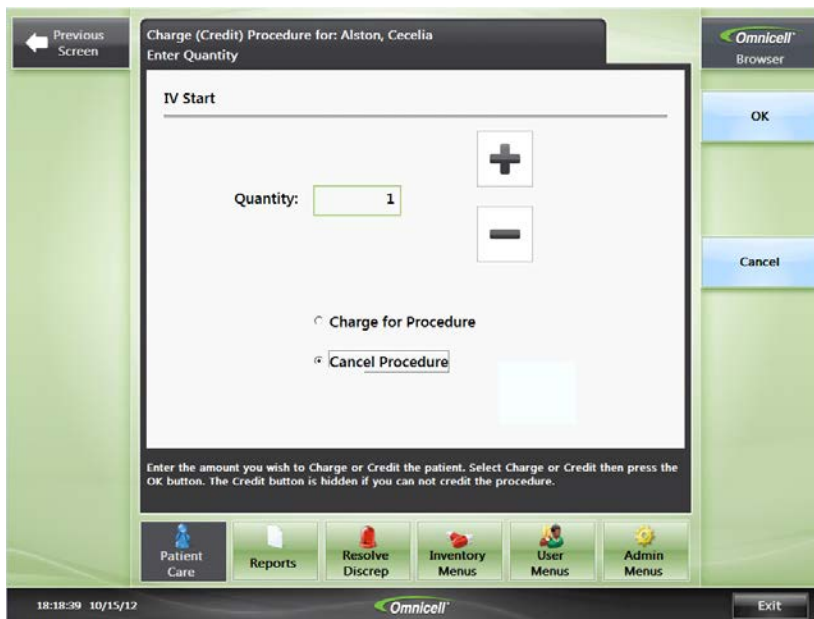 Previous
Screen
Charge (Credit) Procedure for: Alston, Cecelia
Enter Quantity
Omnicell
Browser
IV Start
OK
Quantity: 1
Cancel
Charge for Procedure
Cancel Procedure
Enter the amount you wish to Charge or Credit the patient. Select Charge or Credit then press the
OK button. The Credit button is hidden if you can not credit the procedure.
Patient
Care
Reports
Resolve
Discrep
Inventory
Menus
User
Menus
Admin
Menus
18:18:39 10/15/12
Omnicell
Exit